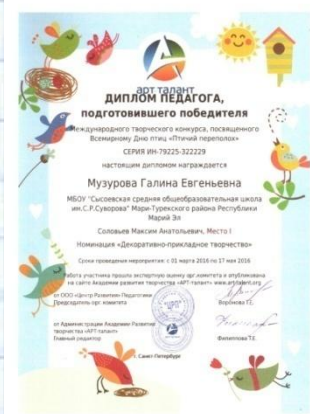 арт талант
ДИПЛОМ ПЕДАГОГА,
подготовившего победителя
Международного творческого конкурса, посвященного
Всемирному Дню птиц «Птичий переполох»
СЕРИЯ ИН-79225-322229
настоящим дипломом награждается
Музурова Галина Евгеньевна
МБОУ "Сысоевская средняя общеобразовательная школа
им.С.Р.Суворова" Мари-Турекского района Республики
Марий Эл
Соловьев Максим Анатольевич, Место I
Номинация «Декоративно-прикладное творчество»
Сроки проведения мероприятия: с 01 марта 2016 по 17 мая 2016
Работа участника прошла экспертную оценку орг.комитета и опубликована
на сайте Академии развития творчества «АРТ-талант» www.art-talant.org
от ООО «Центр Развития Педагогики»
Председатель орг. комитета
Воронова Т.Е.
от Администрации Академии Развития
творчества «АРТ-талант»
Главный редактор
Филиппова Т.Е.
г. Санкт-Петербург